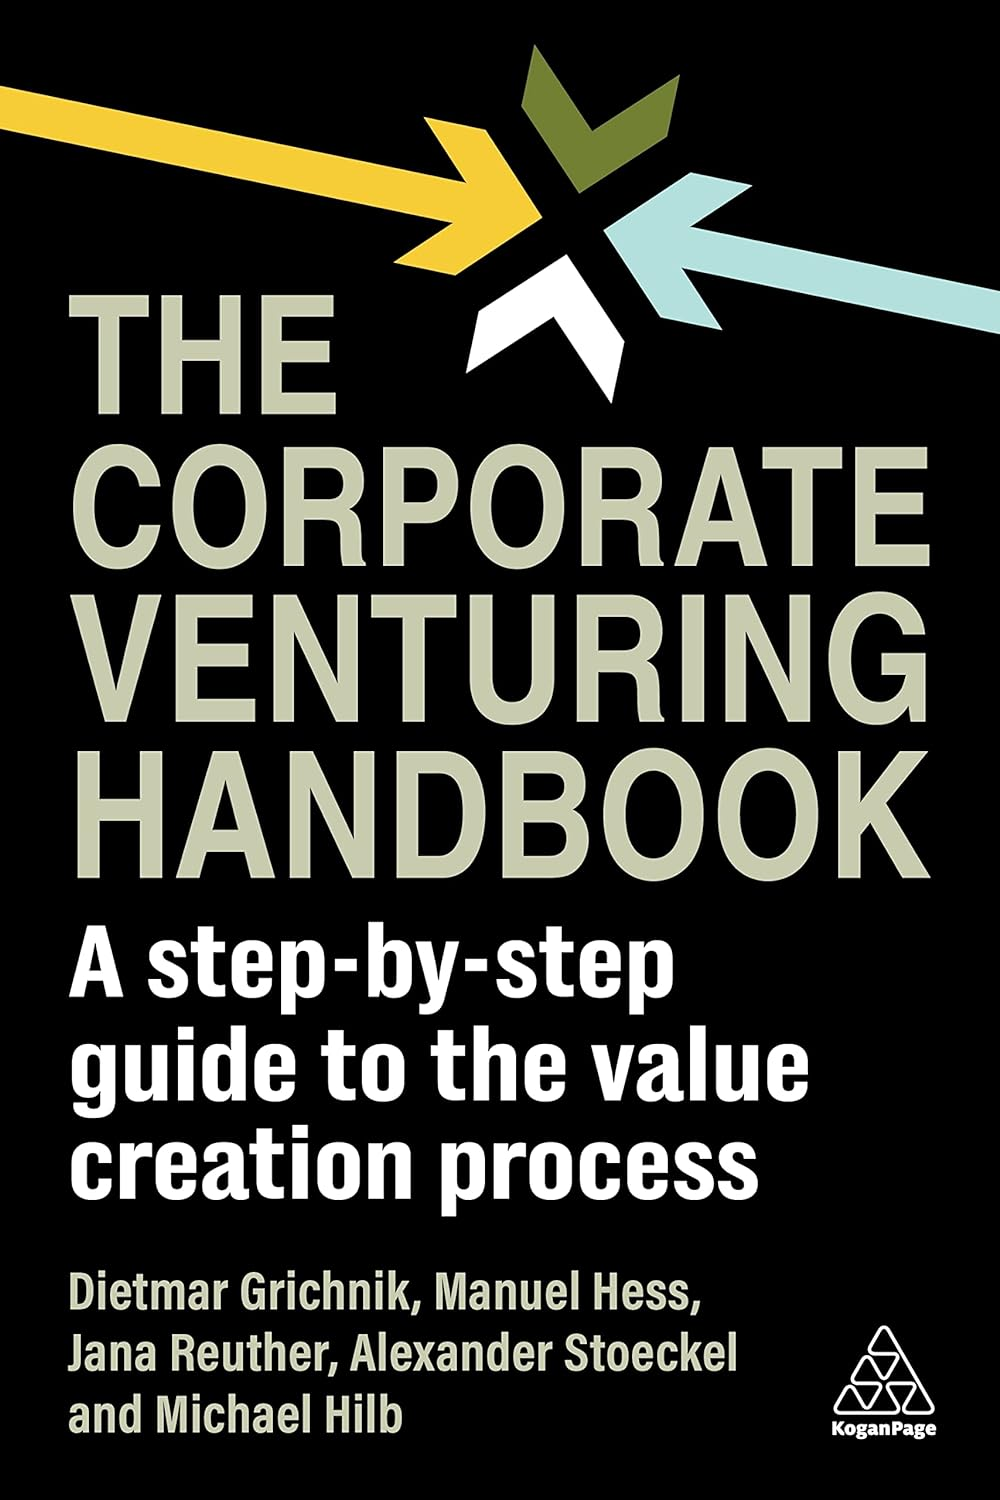 THE
CORPORATE
VENTURING
HANDBOOK
A step-by-step
guide to the value
creation process
Dietmar Grichnik, Manuel Hess,
Jana Reuther, Alexander Stoeckel
and Michael Hilb
KoganPage